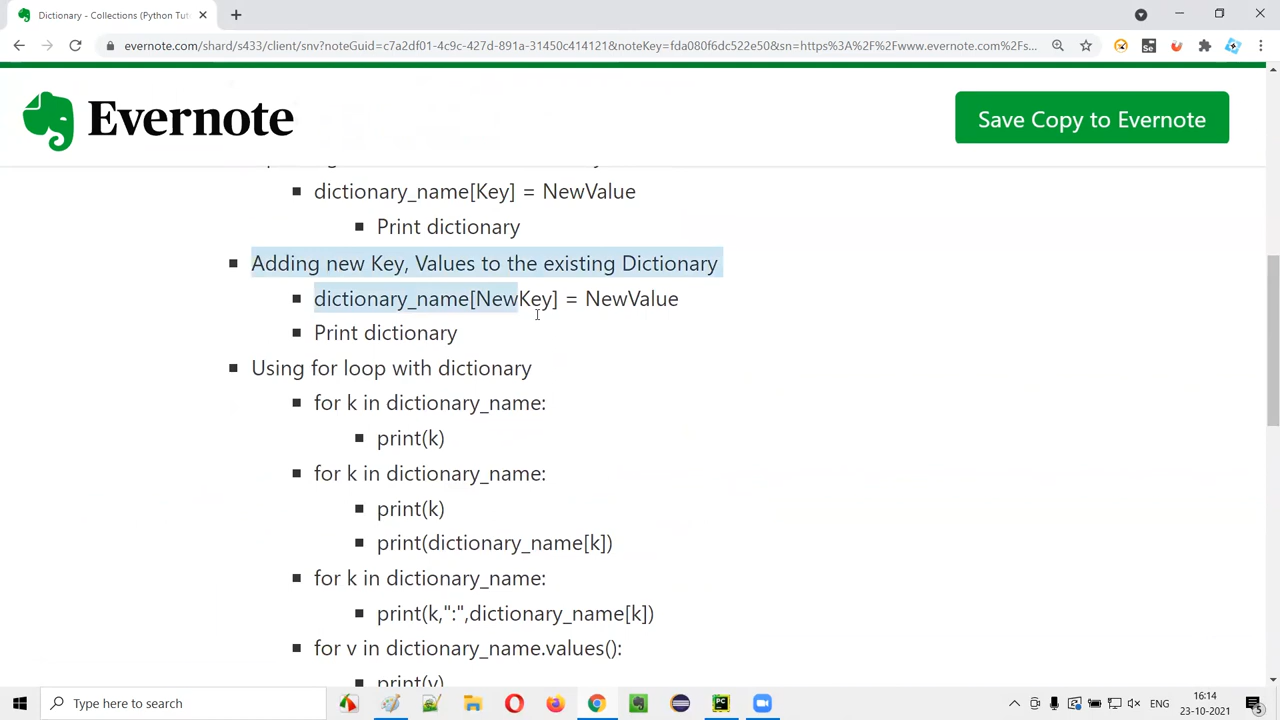 Dictionary - Collections (Python Tut
evernote.com/shard/s433/client/snv?noteGuid=c7a2df01-4c9c-427d-891a-31450c414121&noteKey=fda080f6dc522e50&sn=https%3A%2F%2Fwww.evernote.com%2Fs...
Evernote
Save Copy to Evernote
dictionary_name[Key] = NewValue
Print dictionary
Adding new Key, Values to the existing Dictionary
dictionary_name[NewKey] = NewValue
Print dictionary
Using for loop with dictionary
for k in dictionary_name:
print(k)
for k in dictionary_name:
print(k)
print(dictionary_name[k])
for k in dictionary_name:
print(k,":",dictionary_name[k])
for v in dictionary_name.values():
print(v)
Type here to search
ENG
16:14
23-10-2021
5